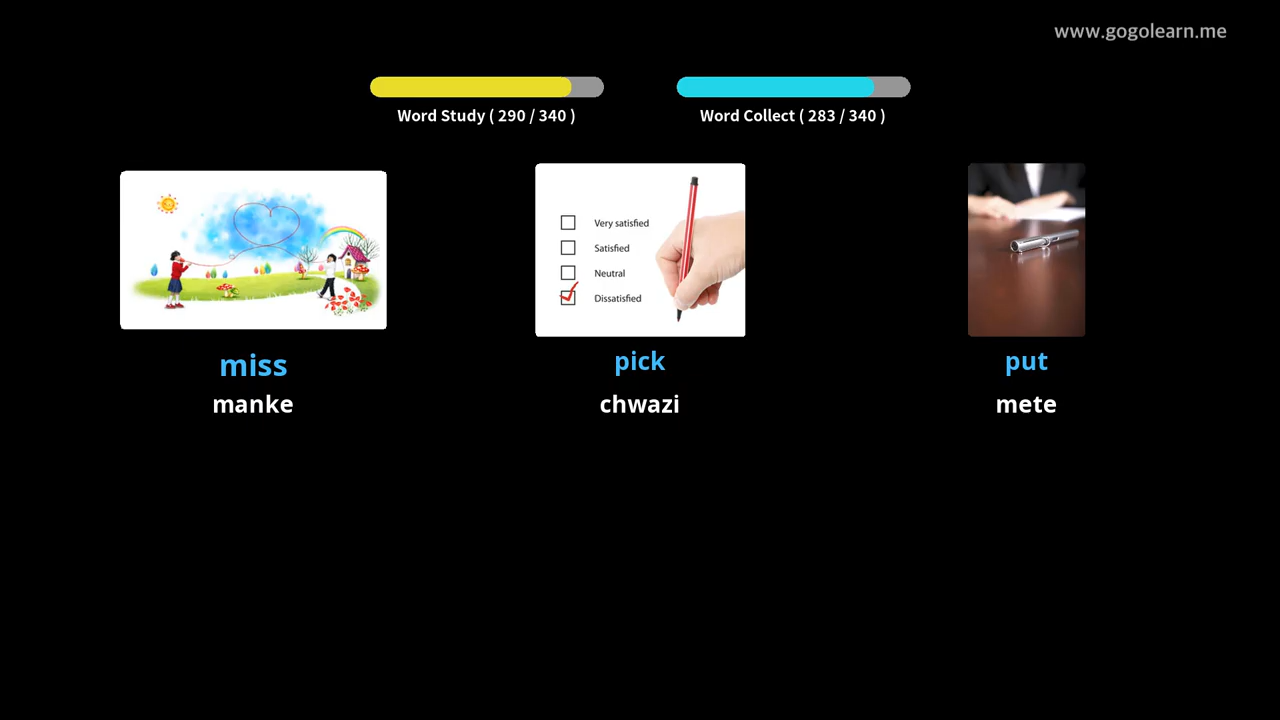 www.gogolearn.me
Word Study ( 290 / 340 )
Word Collect ( 283 / 340 )
Very satisfied
Satisfied
Neutral
Dissatisfied
miss
pick
put
manke
chwazi
mete